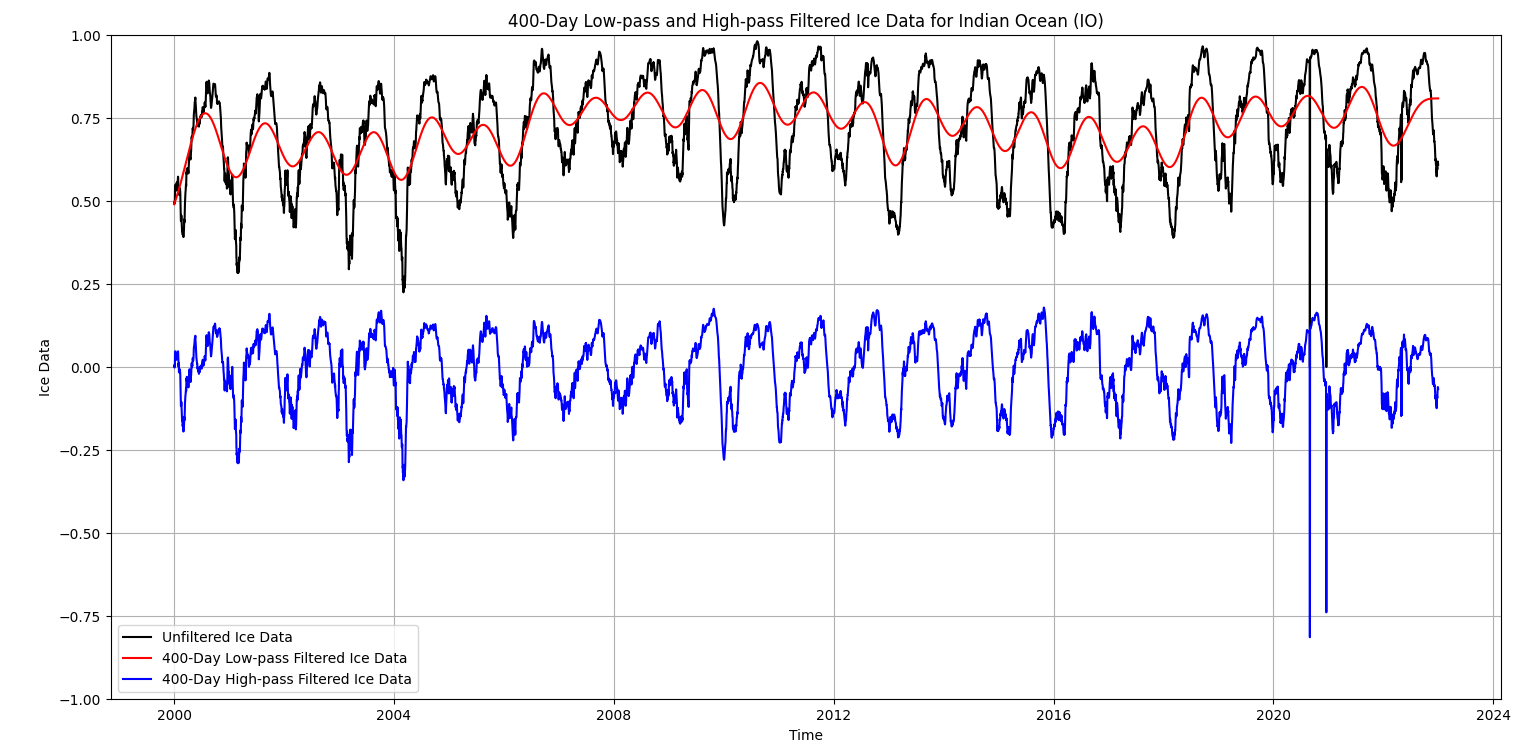 400-Day Low-pass and High-pass Filtered Ice Data for Indian Ocean (IO)
1.00
0.75
0.50
0.25
0.00
−0.25
−0.50
−0.75
−1.00
Ice Data
Unfiltered Ice Data
400-Day Low-pass Filtered Ice Data
400-Day High-pass Filtered Ice Data
2000 2004 2008 2012 2016 2020 2024
Time